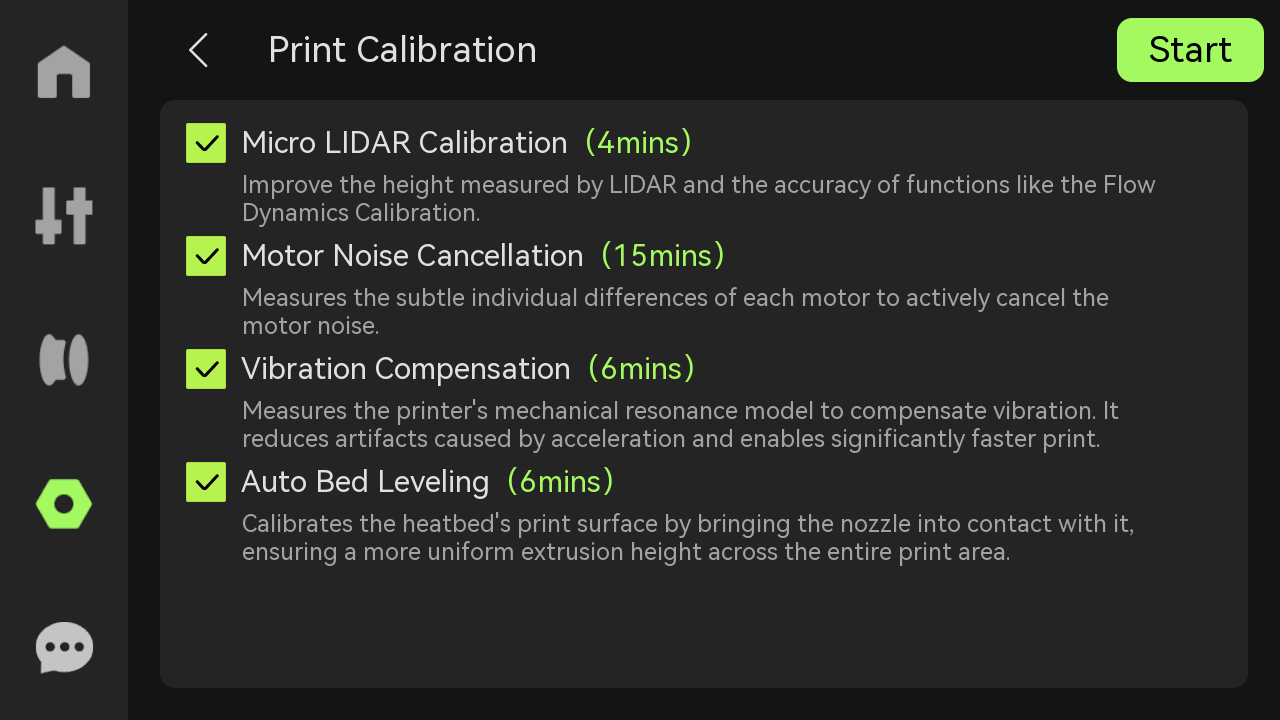 Print Calibration
Start
Micro LIDAR Calibration (4mins)
Improve the height measured by LIDAR and the accuracy of functions like the Flow
Dynamics Calibration.
Motor Noise Cancellation (15mins)
Measures the subtle individual differences of each motor to actively cancel the
motor noise.
Vibration Compensation (6mins)
Measures the printer's mechanical resonance model to compensate vibration. It
reduces artifacts caused by acceleration and enables significantly faster print.
Auto Bed Leveling (6mins)
Calibrates the heatbed's print surface by bringing the nozzle into contact with it,
ensuring a more uniform extrusion height across the entire print area.